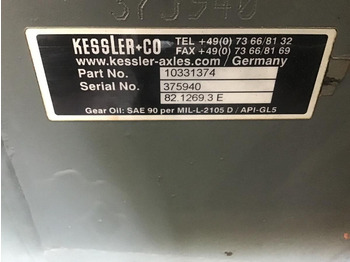 375940
KESSLER+CO
TEL +49(0) 73 66/81 32
FAX +49(0) 73 66/81 69
www.kessler-axles.com / Germany
Part No. 10331374
Serial No. 375940
82.1269.3 E
Gear Oil: SAE 90 per MIL-L-2105 D / API-GL5